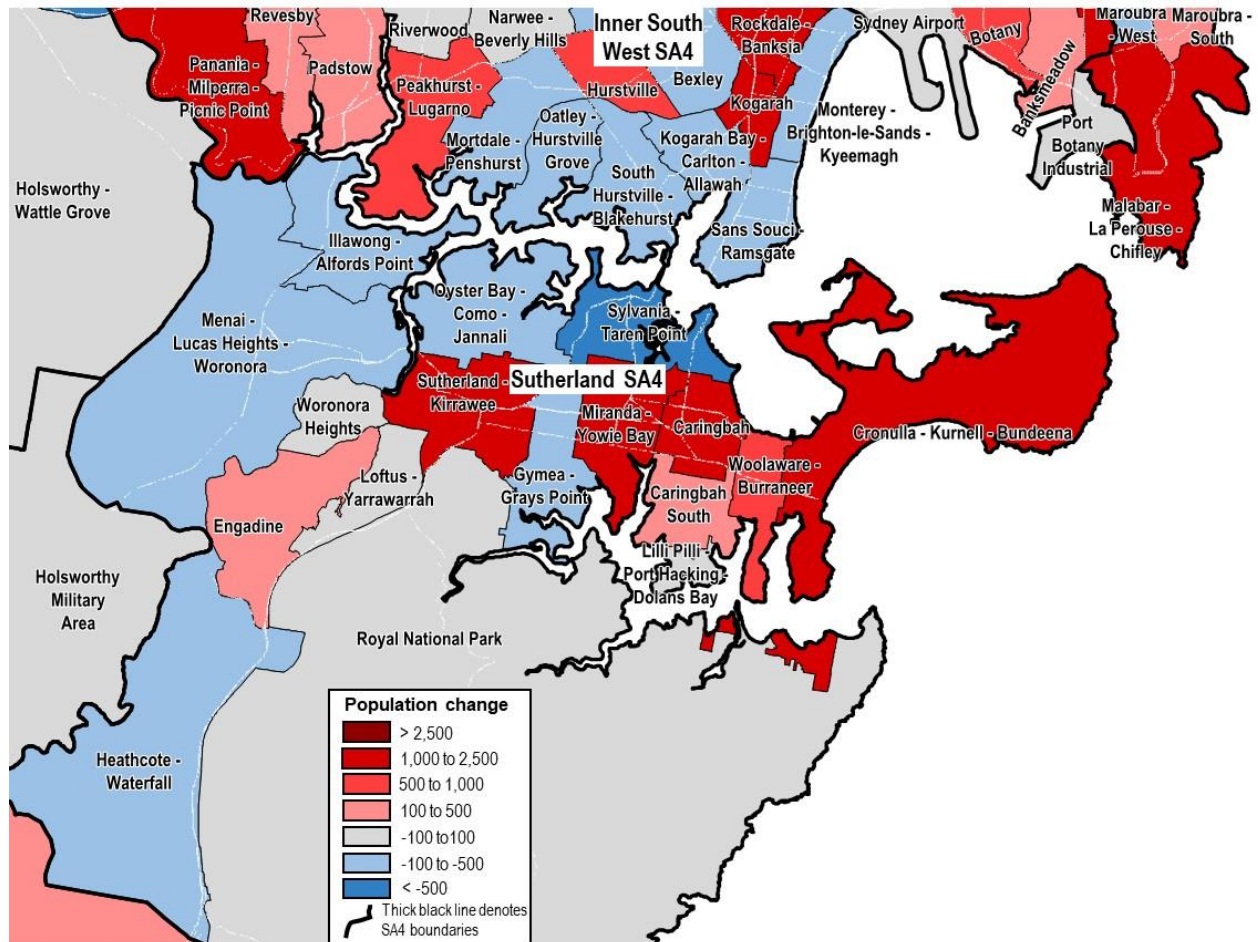 Revesby
Riverwood
Narwee -
Beverly Hills
Inner South
West SA4
Rockdale -
Banksia
Sydney Airport
Botany
Maroubra
- West
Maroubra -
South
Panania -
Milperra -
Picnic Point
Padstow
Peakhurst -
Lugarno
Hurstville
Bexley
Kogarah
Banksmeadow
Mortdale -
Penshurst
Oatley -
Hurstville
Grove
Kogarah Bay -
Carlton -
Allawah
Monterey -
Brighton-le-Sands -
Kyeemagh
Port
Botany
Industrial
Holsworthy -
Wattle Grove
South
Hurstville -
Blakehurst
Malabar -
La Perouse -
Chifley
Illawong -
Alfords Point
Sans Souci -
Ramsgate
Oyster Bay -
Como -
Jannali
Sylvania -
Taren Point
Menai -
Lucas Heights -
Woronora
Sutherland SA4
Sutherland -
Kirrawee
Woronora
Heights
Miranda -
Yowie Bay
Caringbah
Cronulla - Kurnell - Bundeena
Loftus -
Yarrawarrah
Gymea -
Grays Point
Woolaware -
Burraneer
Caringbah
South
Engadine
Lilli Pilli -
Port Hacking -
Dolans Bay
Holsworthy
Military
Area
Royal National Park
Heathcote -
Waterfall
Population change
> 2,500
1,000 to 2,500
500 to 1,000
100 to 500
-100 to100
-100 to -500
< -500
Thick black line denotes
SA4 boundaries